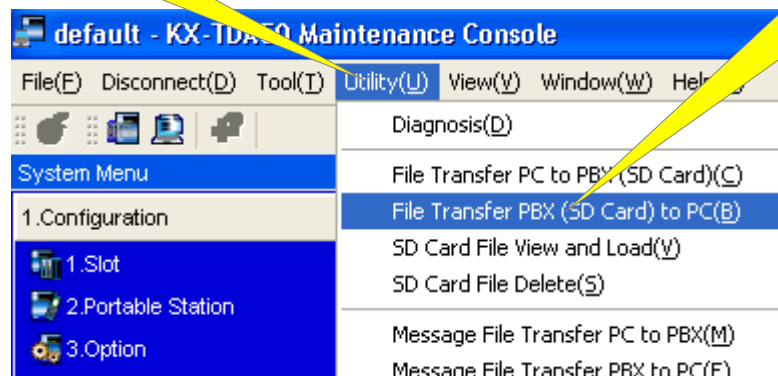 default - KX-TDA50 Maintenance Console
File(F) Disconnect(D) Tool(T) Utility(U) View(V) Window(W)
Diagnosis(D)
System Menu
File Transfer PC to PBX (SD Card)(C)
1.Configuration
File Transfer PBX (SD Card) to PC(B)
SD Card File View and Load(V)
1.Slot
SD Card File Delete(S)
2.Portable Station
Message File Transfer PC to PBX(M)
3.Option
Message File Transfer PBX to PC(E)